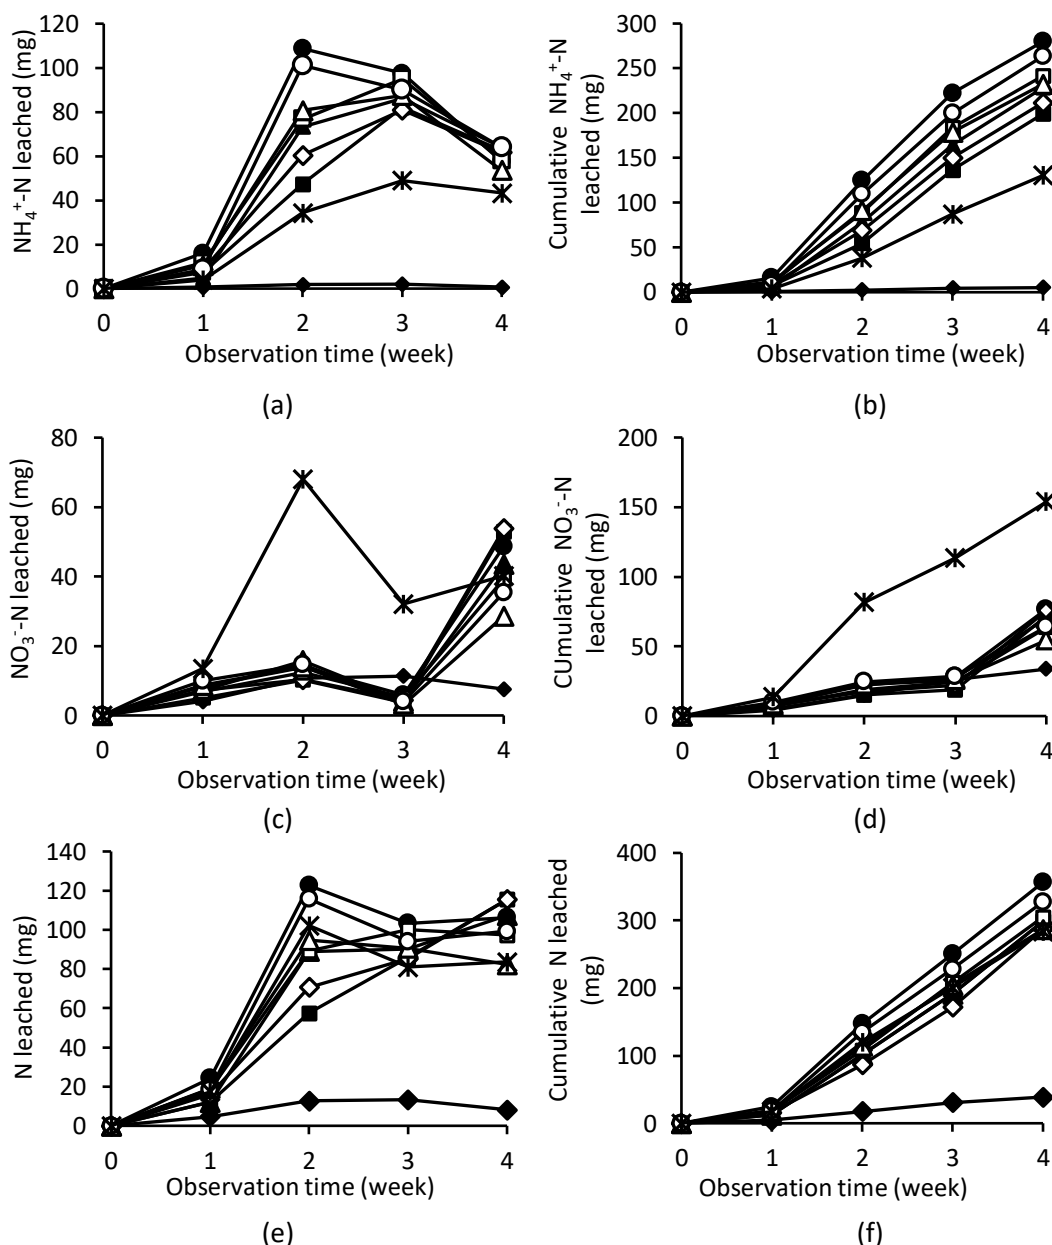 NH₄⁺-N leached (mg)
120
100
80
60
40
20
0
0 1 2 3 4
Observation time (week)
(a)
Cumulative NH₄⁺-N
leached (mg)
300
250
200
150
100
50
0
0 1 2 3 4
Observation time (week)
(b)
NO₃⁻-N leached (mg)
80
60
40
20
0
0 1 2 3 4
Observation time (week)
(c)
CUmulative NO₃⁻-N
leached (mg)
200
150
100
50
0
0 1 2 3 4
Observation time (week)
(d)
N leached (mg)
140
120
100
80
60
40
20
0
0 1 2 3 4
Observation time (week)
(e)
Cumulative N leached
(mg)
400
300
200
100
0
0 1 2 3 4
Observation time (week)
(f)